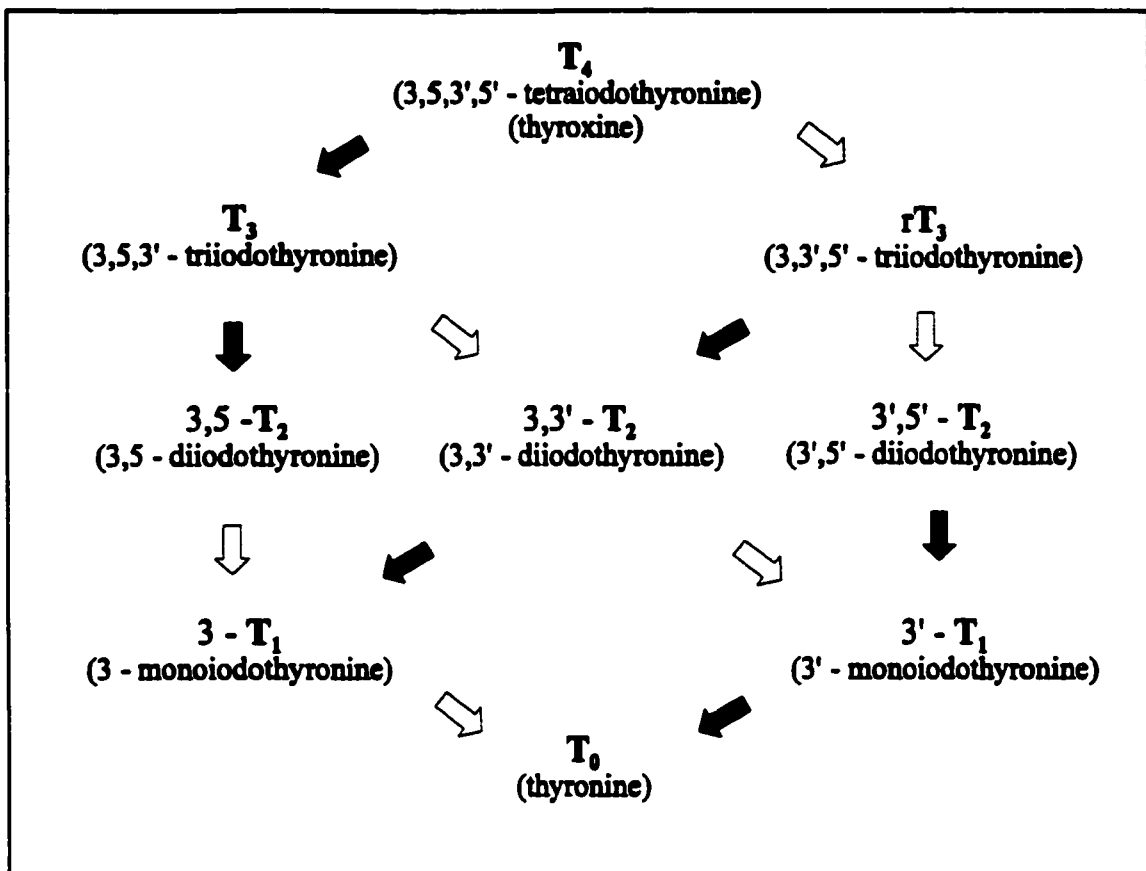 T₄
(3,5,3',5' - tetraiodothyronine)
(thyroxine)
T₃
(3,5,3' - triiodothyronine)
rT₃
(3,3',5' - triiodothyronine)
3,5 -T₂
(3,5 - diiodothyronine)
3,3' - T₂
(3,3' - diiodothyronine)
3',5' - T₂
(3',5' - diiodothyronine)
3 - T₁
(3 - monoiodothyronine)
3' - T₁
(3' - monoiodothyronine)
T₀
(thyronine)